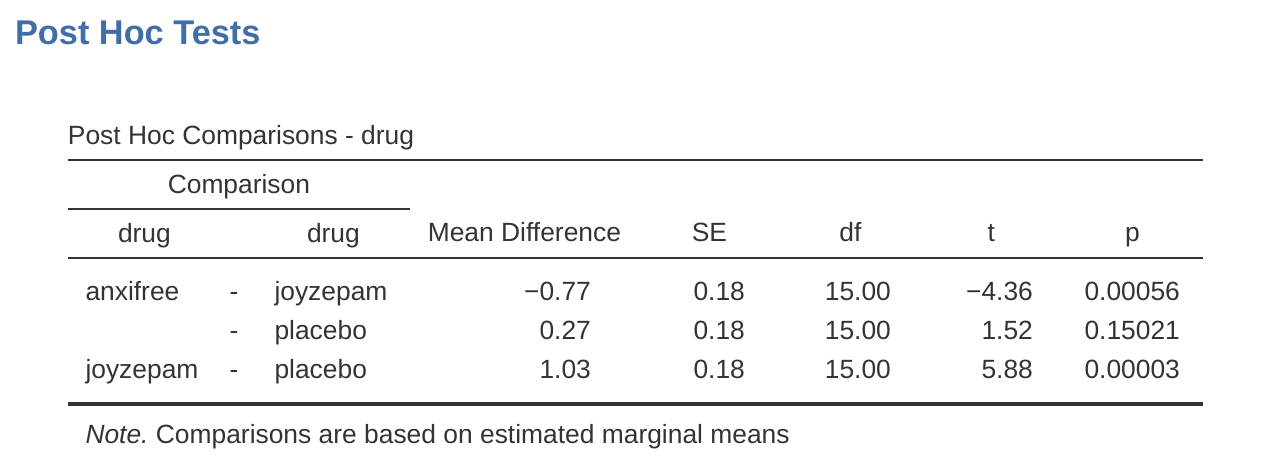 Post Hoc Tests
Post Hoc Comparisons - drug
Comparison
drug drug Mean Difference SE df t p
anxifree - joyzepam −0.77 0.18 15.00 −4.36 0.00056
- placebo 0.27 0.18 15.00 1.52 0.15021
joyzepam - placebo 1.03 0.18 15.00 5.88 0.00003
Note. Comparisons are based on estimated marginal means